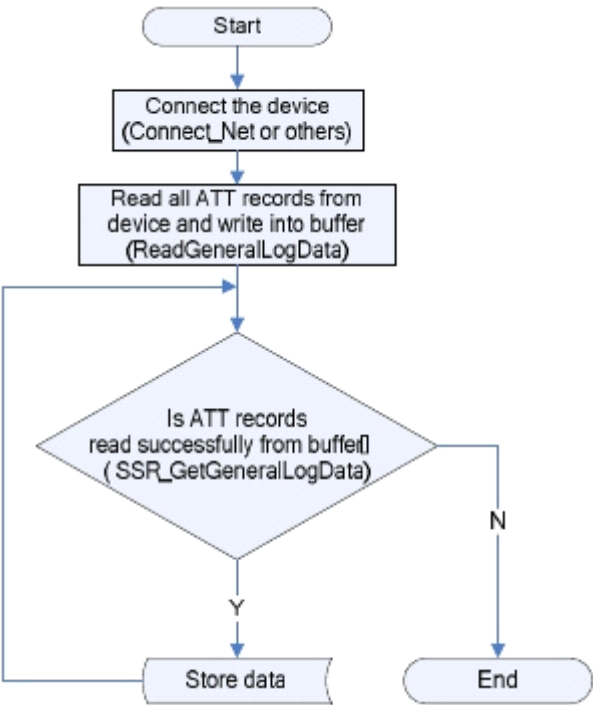 Start
Connect the device
(Connect_Net or others)
Read all ATT records from
device and write into buffer
(ReadGeneralLogData)
Is ATT records
read successfully from buffer[]
( SSR_GetGeneralLogData)
N
Y
Store data
End